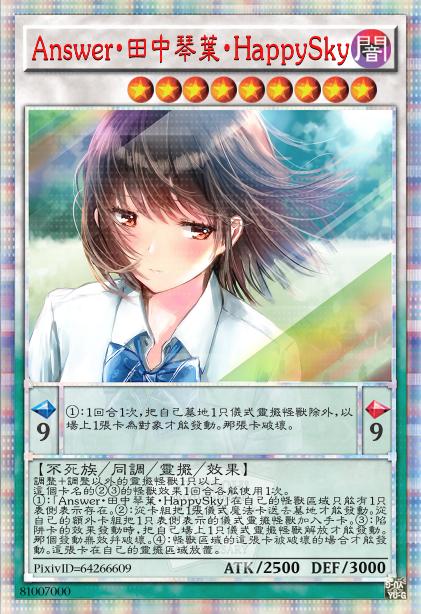 Answer・田中琴葉・HappySky
闇
①:1回合1次,把自己墓地1只儀式靈擺怪獸除外,以
場上1張卡為對象才能發動。那張卡破壞。
9
9
【不死族/同調/靈擺/效果】
調整+調整以外的靈擺怪獸1只以上
這個卡名的②③的怪獸效果1回合各能使用1次。
①:「Answer・田中琴葉・HappySky」在自己的怪獸區域只能有1只
表側表示存在。②:從卡組把1張儀式魔法卡送去墓地才能發動。從
自己的額外卡組把1只表側表示的儀式靈擺怪獸加入手卡。③:陷
阱卡的效果發動時,把自己場上1只儀式靈擺怪獸解放才能發動。
那個發動無效並破壞。④:怪獸區域的這張卡被破壞的場合才能發
動。這張卡在自己的靈擺區域放置。
PixivID=64266609
ATK/2500 DEF/3000
81007000